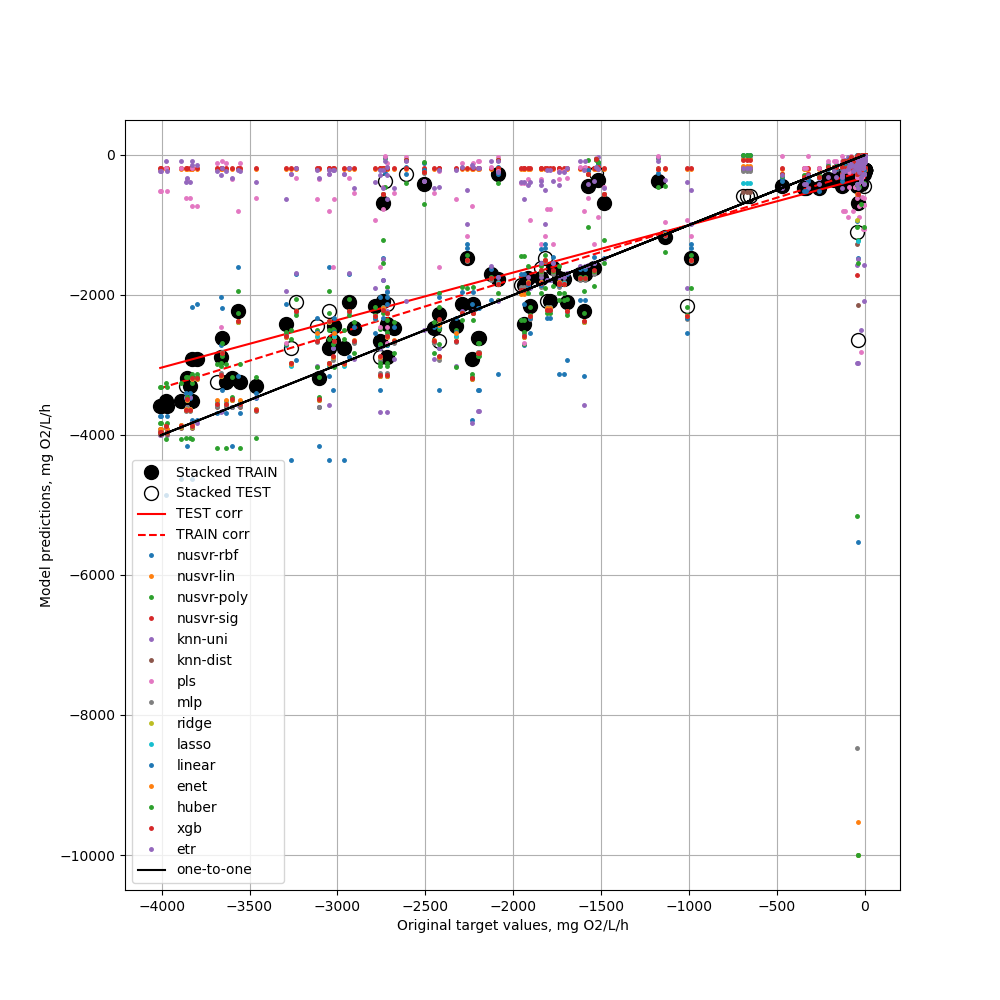 0
−2000
−4000
−6000
−8000
−10000
Model predictions, mg O2/L/h
Stacked TRAIN
Stacked TEST
TEST corr
TRAIN corr
nusvr-rbf
nusvr-lin
nusvr-poly
nusvr-sig
knn-uni
knn-dist
pls
mlp
ridge
lasso
linear
enet
huber
xgb
etr
one-to-one
−4000 −3500 −3000 −2500 −2000 −1500 −1000 −500 0
Original target values, mg O2/L/h